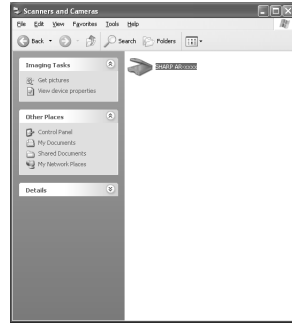 Scanners and Cameras
File Edit View Favorites Tools Help
Back Search Folders
Imaging Tasks
Get pictures
View device properties
Other Places
Control Panel
My Documents
Shared Documents
My Network Places
Details
SHARP AR-xxxx